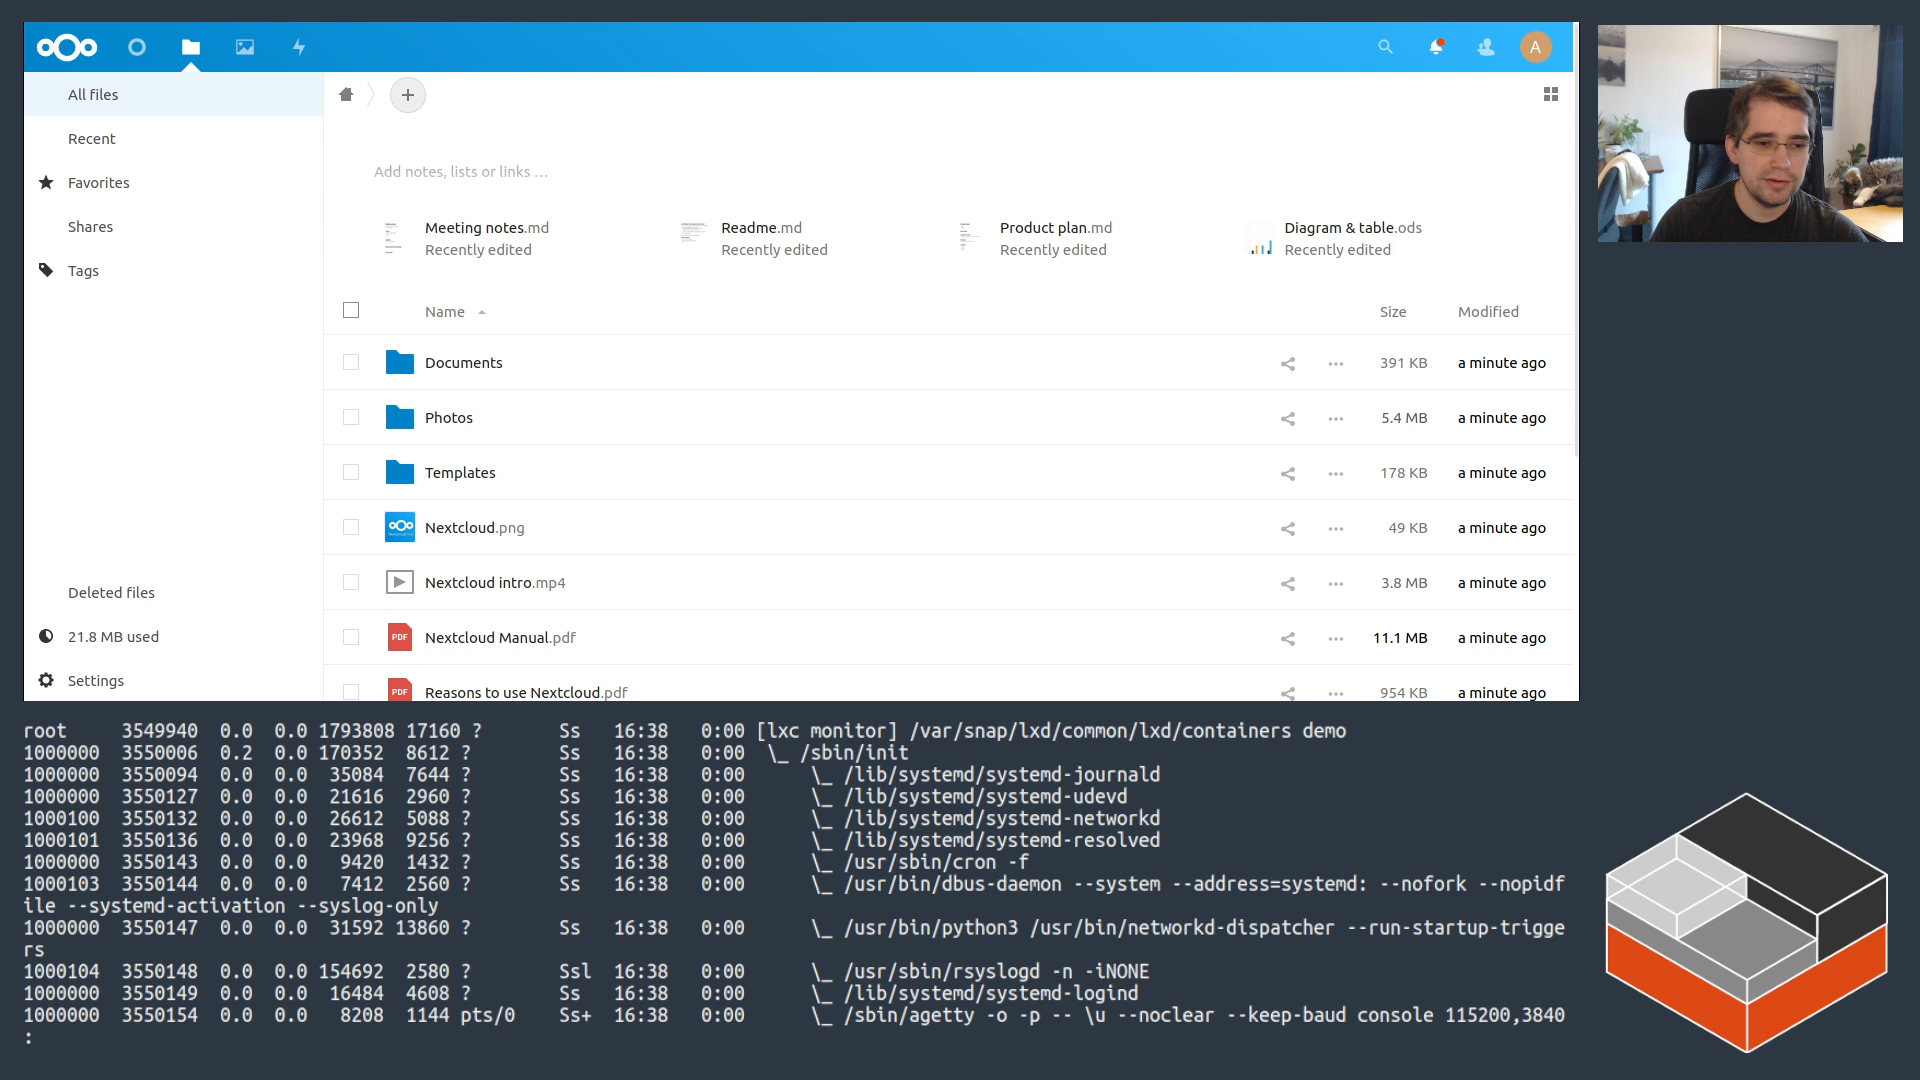 A
All files
Recent
Favorites
Shares
Tags
Deleted files
21.8 MB used
Settings
+
Add notes, lists or links …
Meeting notes.md
Recently edited
Readme.md
Recently edited
Product plan.md
Recently edited
Diagram & table.ods
Recently edited
Name Size Modified
Documents 391 KB a minute ago
Photos 5.4 MB a minute ago
Templates 178 KB a minute ago
Nextcloud.png 49 KB a minute ago
Nextcloud intro.mp4 3.8 MB a minute ago
PDF Nextcloud Manual.pdf 11.1 MB a minute ago
PDF Reasons to use Nextcloud.pdf 954 KB a minute ago
root 3549940 0.0 0.0 1793808 17160 ? Ss 16:38 0:00 [lxc monitor] /var/snap/lxd/common/lxd/containers demo
1000000 3550006 0.2 0.0 170352 8612 ? Ss 16:38 0:00 \_ /sbin/init
1000000 3550094 0.0 0.0 35084 7644 ? Ss 16:38 0:00 \_ /lib/systemd/systemd-journald
1000000 3550127 0.0 0.0 21616 2960 ? Ss 16:38 0:00 \_ /lib/systemd/systemd-udevd
1000100 3550132 0.0 0.0 26612 5088 ? Ss 16:38 0:00 \_ /lib/systemd/systemd-networkd
1000101 3550136 0.0 0.0 23968 9256 ? Ss 16:38 0:00 \_ /lib/systemd/systemd-resolved
1000000 3550143 0.0 0.0 9420 1432 ? Ss 16:38 0:00 \_ /usr/sbin/cron -f
1000103 3550144 0.0 0.0 7412 2560 ? Ss 16:38 0:00 \_ /usr/bin/dbus-daemon --system --address=systemd: --nofork --nopidf
ile --systemd-activation --syslog-only
1000000 3550147 0.0 0.0 31592 13860 ? Ss 16:38 0:00 \_ /usr/bin/python3 /usr/bin/networkd-dispatcher --run-startup-trigge
rs
1000104 3550148 0.0 0.0 154692 2580 ? Ssl 16:38 0:00 \_ /usr/sbin/rsyslogd -n -iNONE
1000000 3550149 0.0 0.0 16484 4608 ? Ss 16:38 0:00 \_ /lib/systemd/systemd-logind
1000000 3550154 0.0 0.0 8208 1144 pts/0 Ss+ 16:38 0:00 \_ /sbin/agetty -o -p -- \u --noclear --keep-baud console 115200,3840
: